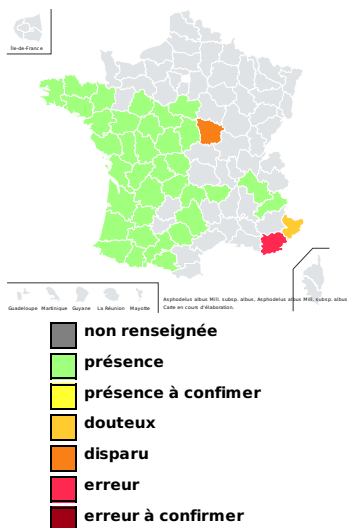 Île-de-France
Guadeloupe Martinique Guyane La Réunion Mayotte
Asphodelus albus Mill. subsp. albus, Asphodelus albus Mill. subsp. albus
Carte en cours d'élaboration.
non renseignée
présence
présence à confimer
douteux
disparu
erreur
erreur à confirmer